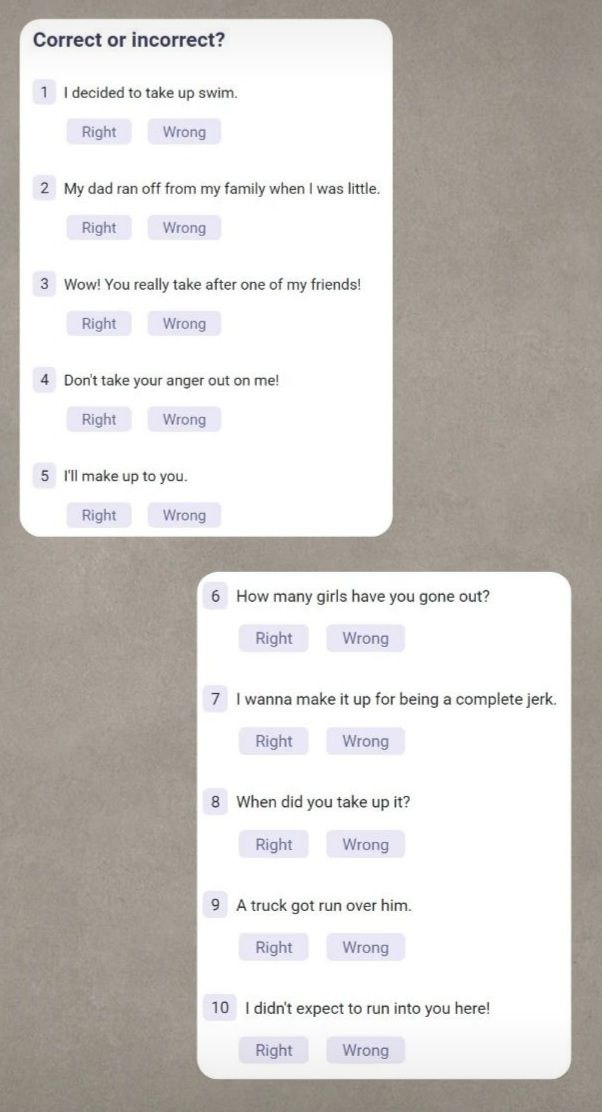 Correct or incorrect?
1 I decided to take up swim.
Right Wrong
2 My dad ran off from my family when I was little.
Right Wrong
3 Wow! You really take after one of my friends!
Right Wrong
4 Don't take your anger out on me!
Right Wrong
5 I'll make up to you.
Right Wrong
6 How many girls have you gone out?
Right Wrong
7 I wanna make it up for being a complete jerk.
Right Wrong
8 When did you take up it?
Right Wrong
9 A truck got run over him.
Right Wrong
10 I didn't expect to run into you here!
Right Wrong